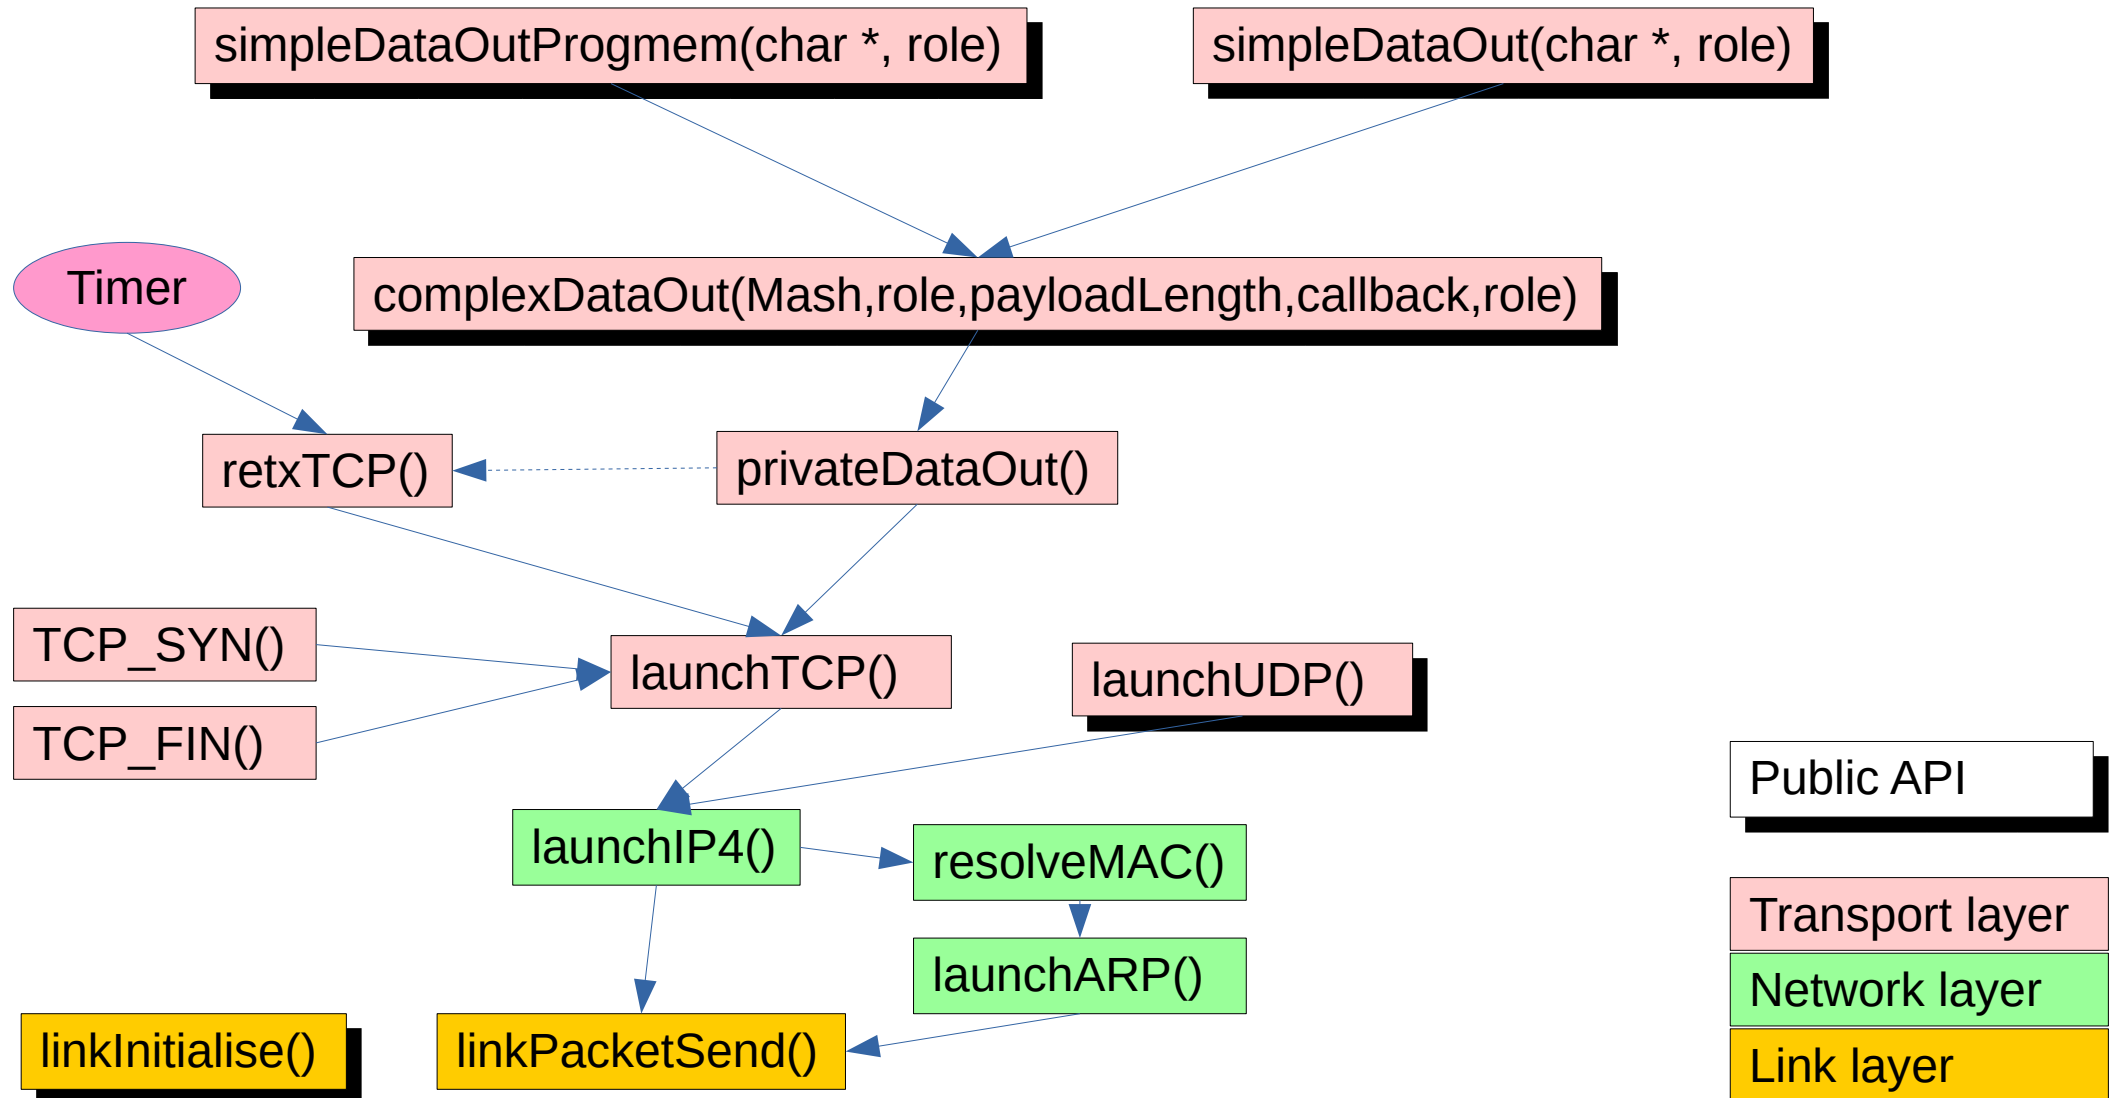 simpleDataOutProgmem(char *, role)
simpleDataOut(char *, role)
Timer
complexDataOut(Mash,role,payloadLength,callback,role)
retxTCP()
privateDataOut()
TCP_SYN()
launchTCP()
launchUDP()
TCP_FIN()
Public API
launchIP4()
resolveMAC()
Transport layer
launchARP()
Network layer
linkInitialise()
linkPacketSend()
Link layer